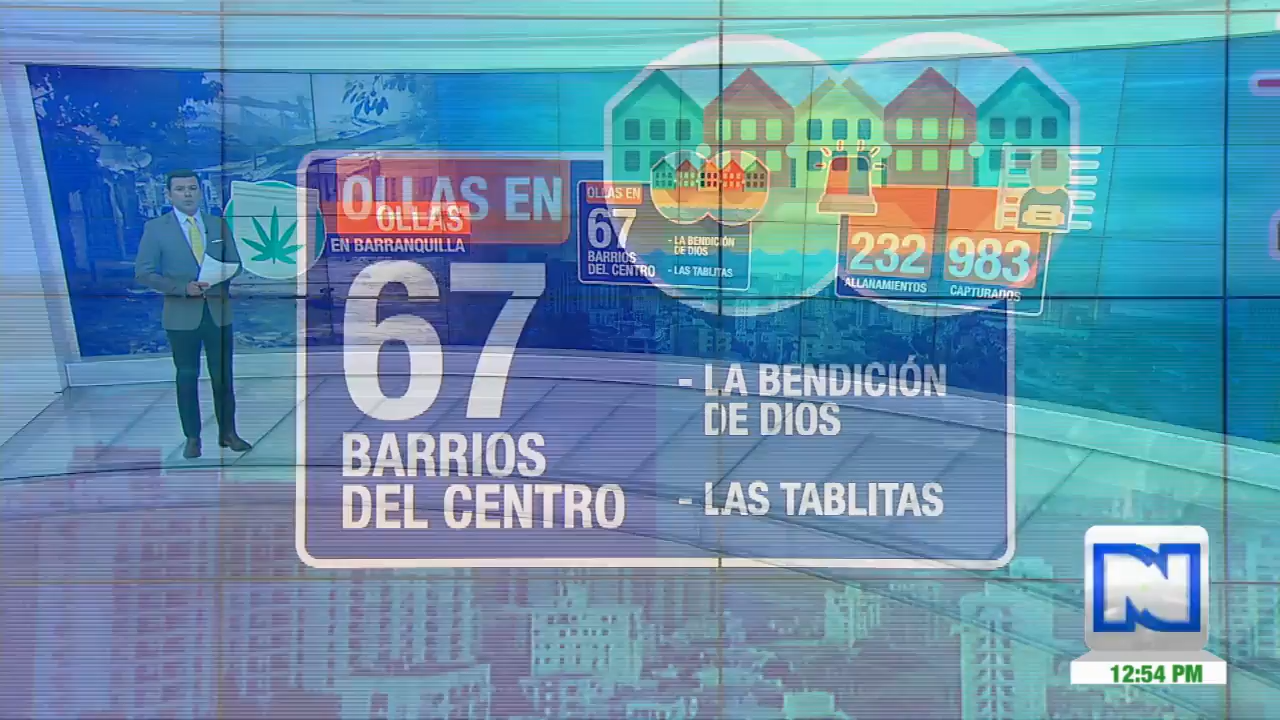 OLLAS EN
OLLAS
EN BARRANQUILLA
67
BARRIOS
DEL CENTRO
- LA BENDICIÓN
DE DIOS
- LAS TABLITAS
OLLAS EN
67
BARRIOS
DEL CENTRO
- LA BENDICIÓN
DE DIOS
- LAS TABLITAS
232
ALLANAMIENTOS
983
CAPTURADOS
N
12:54 PM